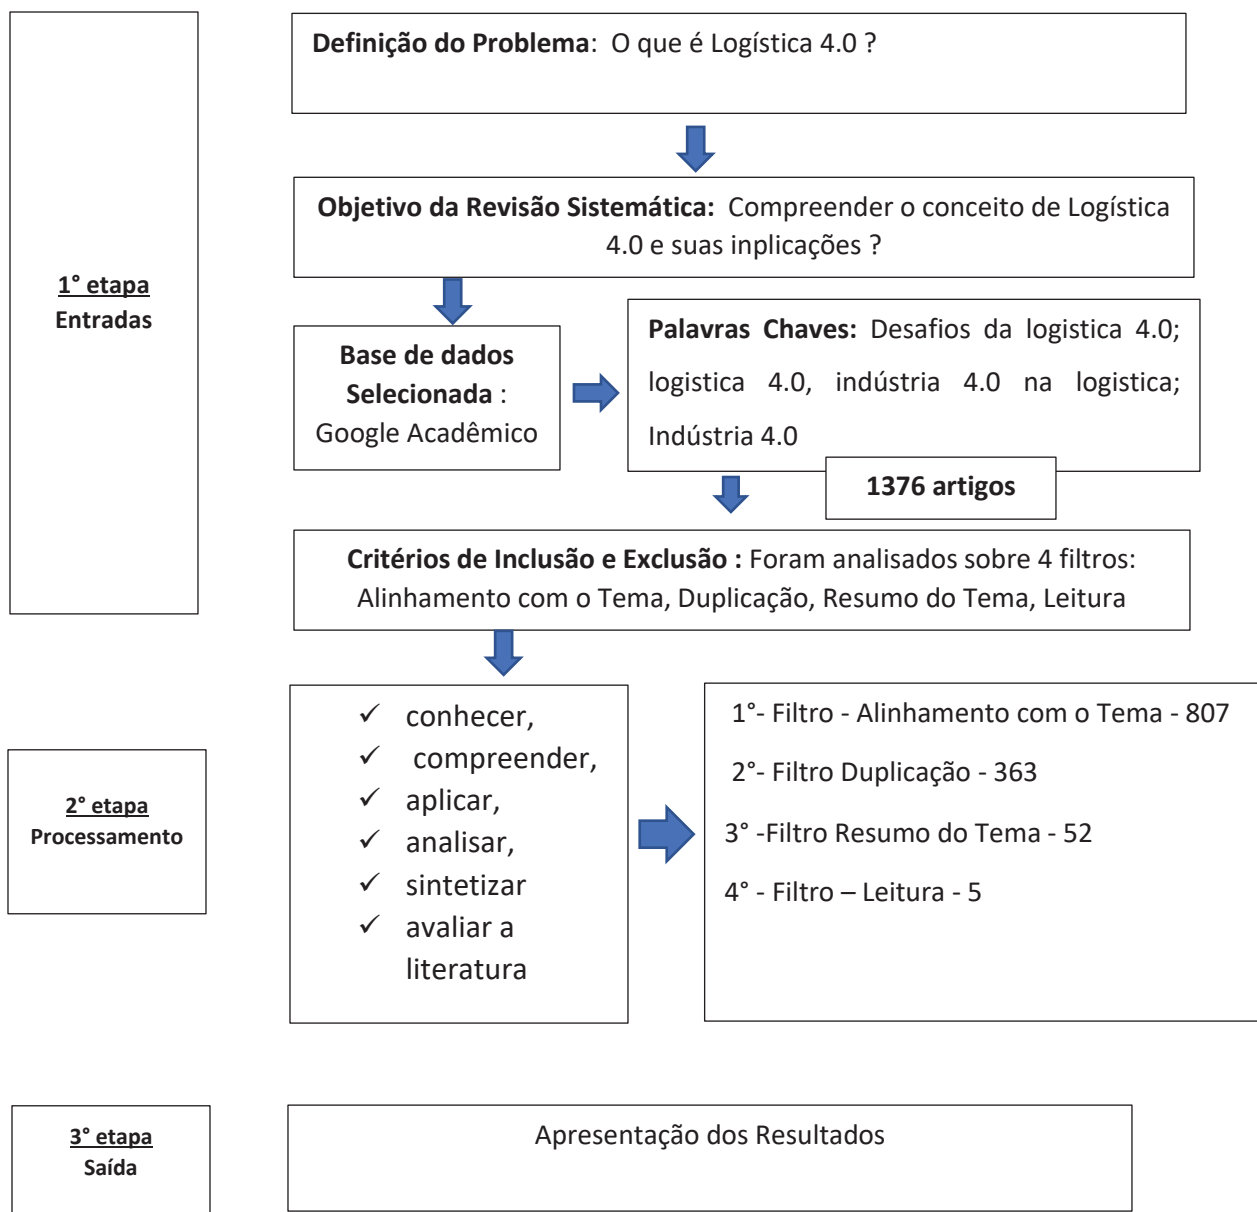 Definição do Problema: O que é Logística 4.0 ?
Objetivo da Revisão Sistemática: Compreender o conceito de Logística
4.0 e suas inplicações ?
1° etapa
Entradas
Base de dados
Selecionada :
Google Acadêmico
Palavras Chaves: Desafios da logistica 4.0;
logistica 4.0, indústria 4.0 na logistica;
Indústria 4.0
1376 artigos
Critérios de Inclusão e Exclusão : Foram analisados sobre 4 filtros:
Alinhamento com o Tema, Duplicação, Resumo do Tema, Leitura
2° etapa
Processamento
✓ conhecer,
✓ compreender,
✓ aplicar,
✓ analisar,
✓ sintetizar
✓ avaliar a
literatura
1°- Filtro - Alinhamento com o Tema - 807
2°- Filtro Duplicação - 363
3° -Filtro Resumo do Tema - 52
4° - Filtro – Leitura - 5
3° etapa
Saída
Apresentação dos Resultados